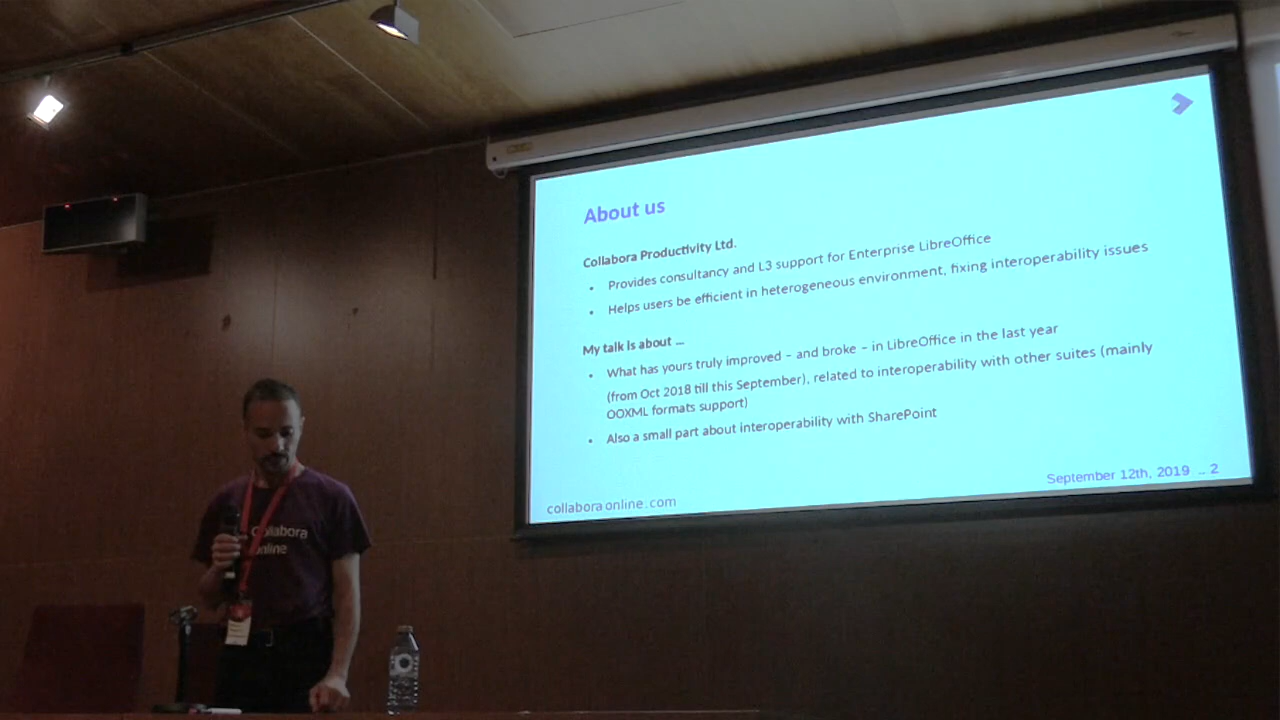 About us
Collabora Productivity Ltd.
• Provides consultancy and L3 support for Enterprise LibreOffice
• Helps users be efficient in heterogeneous environment, fixing interoperability issues
My talk is about ...
• What has yours truly improved – and broke – in LibreOffice in the last year
(from Oct 2018 till this September), related to interoperability with other suites (mainly
OOXML formats support)
• Also a small part about interoperability with SharePoint
September 12th, 2019 .. 2
collaboraonline.com
Collabora
online